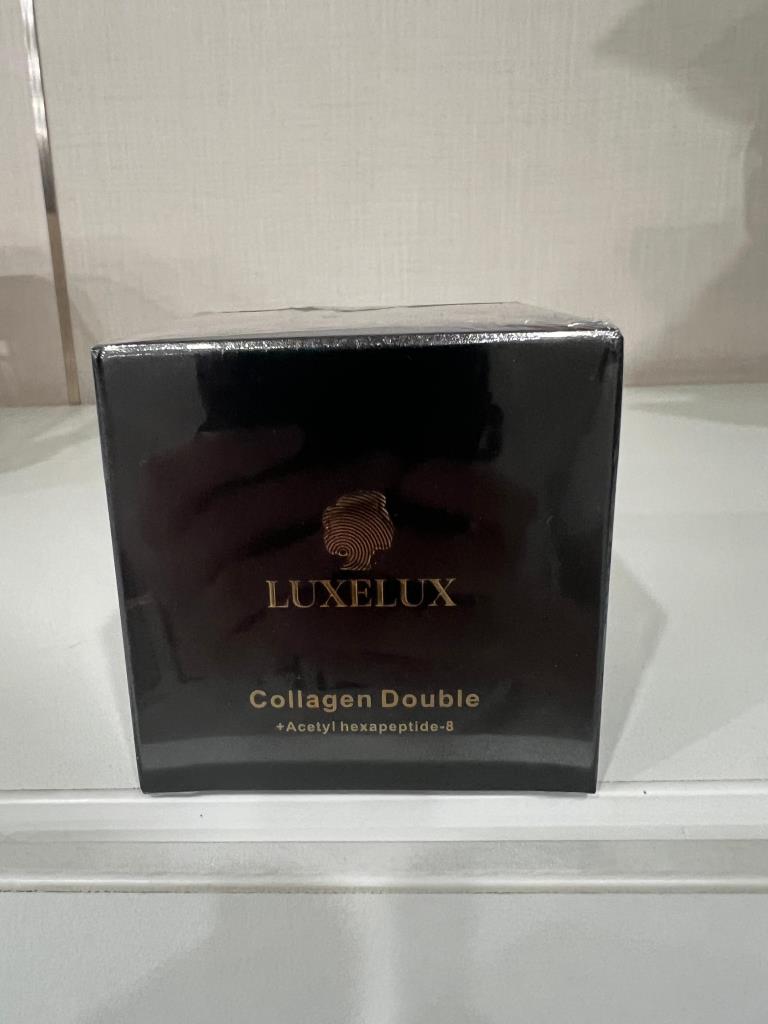 LUXELUX
Collagen Double
+Acetyl hexapeptide-8